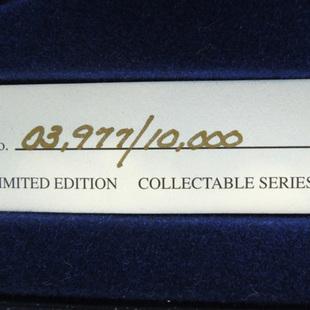 o. 03,977/10,000
IMITED EDITION COLLECTABLE SERIES